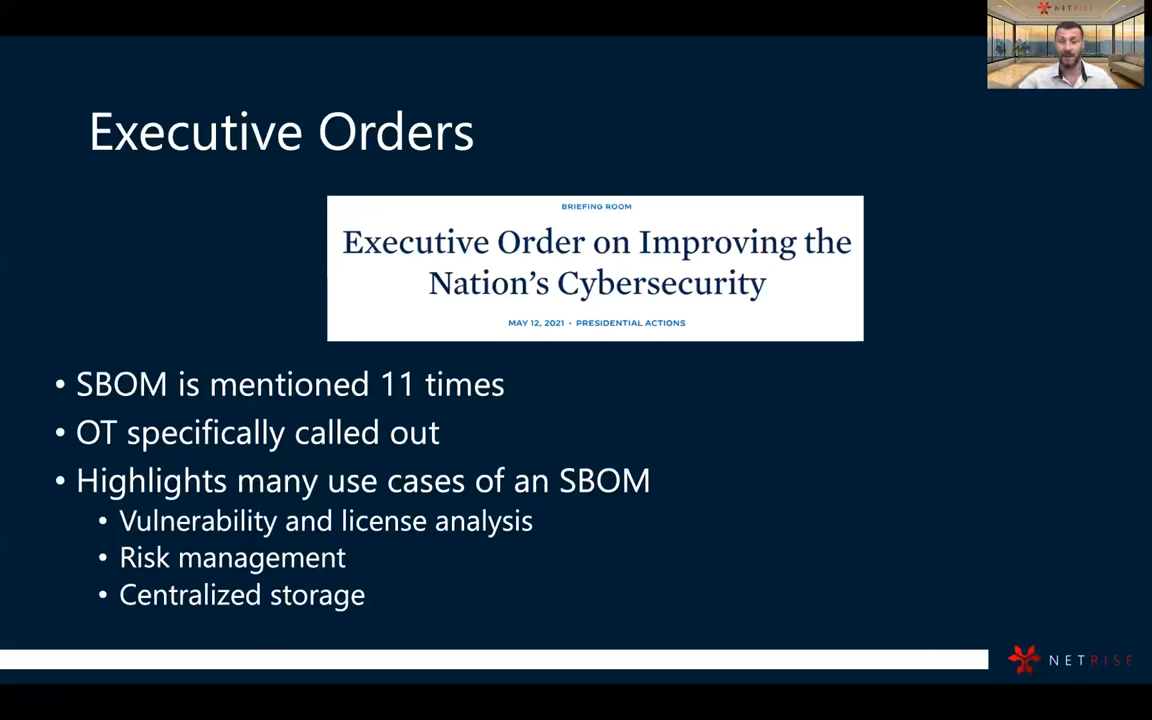 NETRISE
Executive Orders
BRIEFING ROOM
Executive Order on Improving the
Nation’s Cybersecurity
MAY 12, 2021 • PRESIDENTIAL ACTIONS
• SBOM is mentioned 11 times
• OT specifically called out
• Highlights many use cases of an SBOM
• Vulnerability and license analysis
• Risk management
• Centralized storage
NETRISE